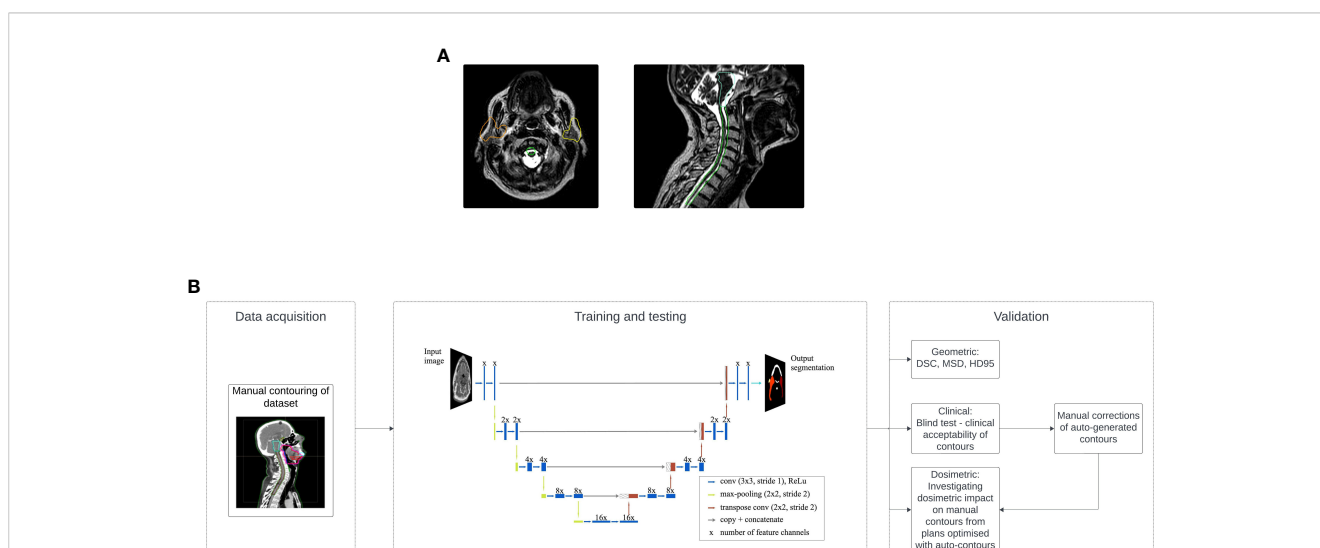 A
B
Data acquisition
Manual contouring of
dataset
Training and testing
Input
image
x x
x x
Output
segmentation
2x 2x
2x 2x
4x 4x
4x 4x
8x 8x
8x 8x
16x 16x
conv (3x3, stride 1), ReLu
max-pooling (2x2, stride 2)
transpose conv (2x2, stride 2)
copy + concatenate
x number of feature channels
Validation
Geometric:
DSC, MSD, HD95
Clinical:
Blind test - clinical
acceptability of
contours
Manual corrections
of auto-generated
contours
Dosimetric:
Investigating
dosimetric impact
on manual
contours from
plans optimised
with auto-contours